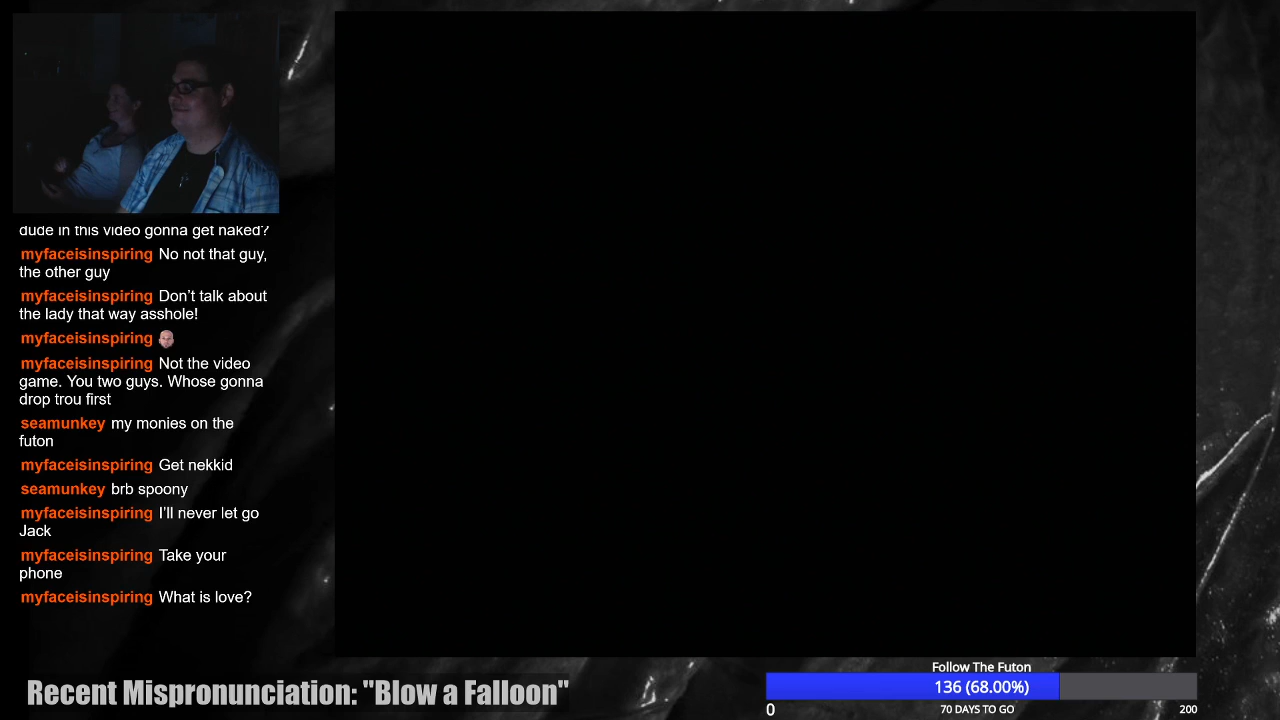 dude in this video gonna get naked?
myfaceisinspiring No not that guy,
the other guy
myfaceisinspiring Don't talk about
the lady that way asshole!
myfaceisinspiring
myfaceisinspiring Not the video
game. You two guys. Whose gonna
drop trou first
seamunkey my monies on the
futon
myfaceisinspiring Get nekkid
seamunkey brb spoony
myfaceisinspiring I'll never let go
Jack
myfaceisinspiring Take your
phone
myfaceisinspiring What is love?
Recent Mispronunciation: "Blow a Falloon"
Follow The Futon
136 (68.00%)
0 70 DAYS TO GO 200